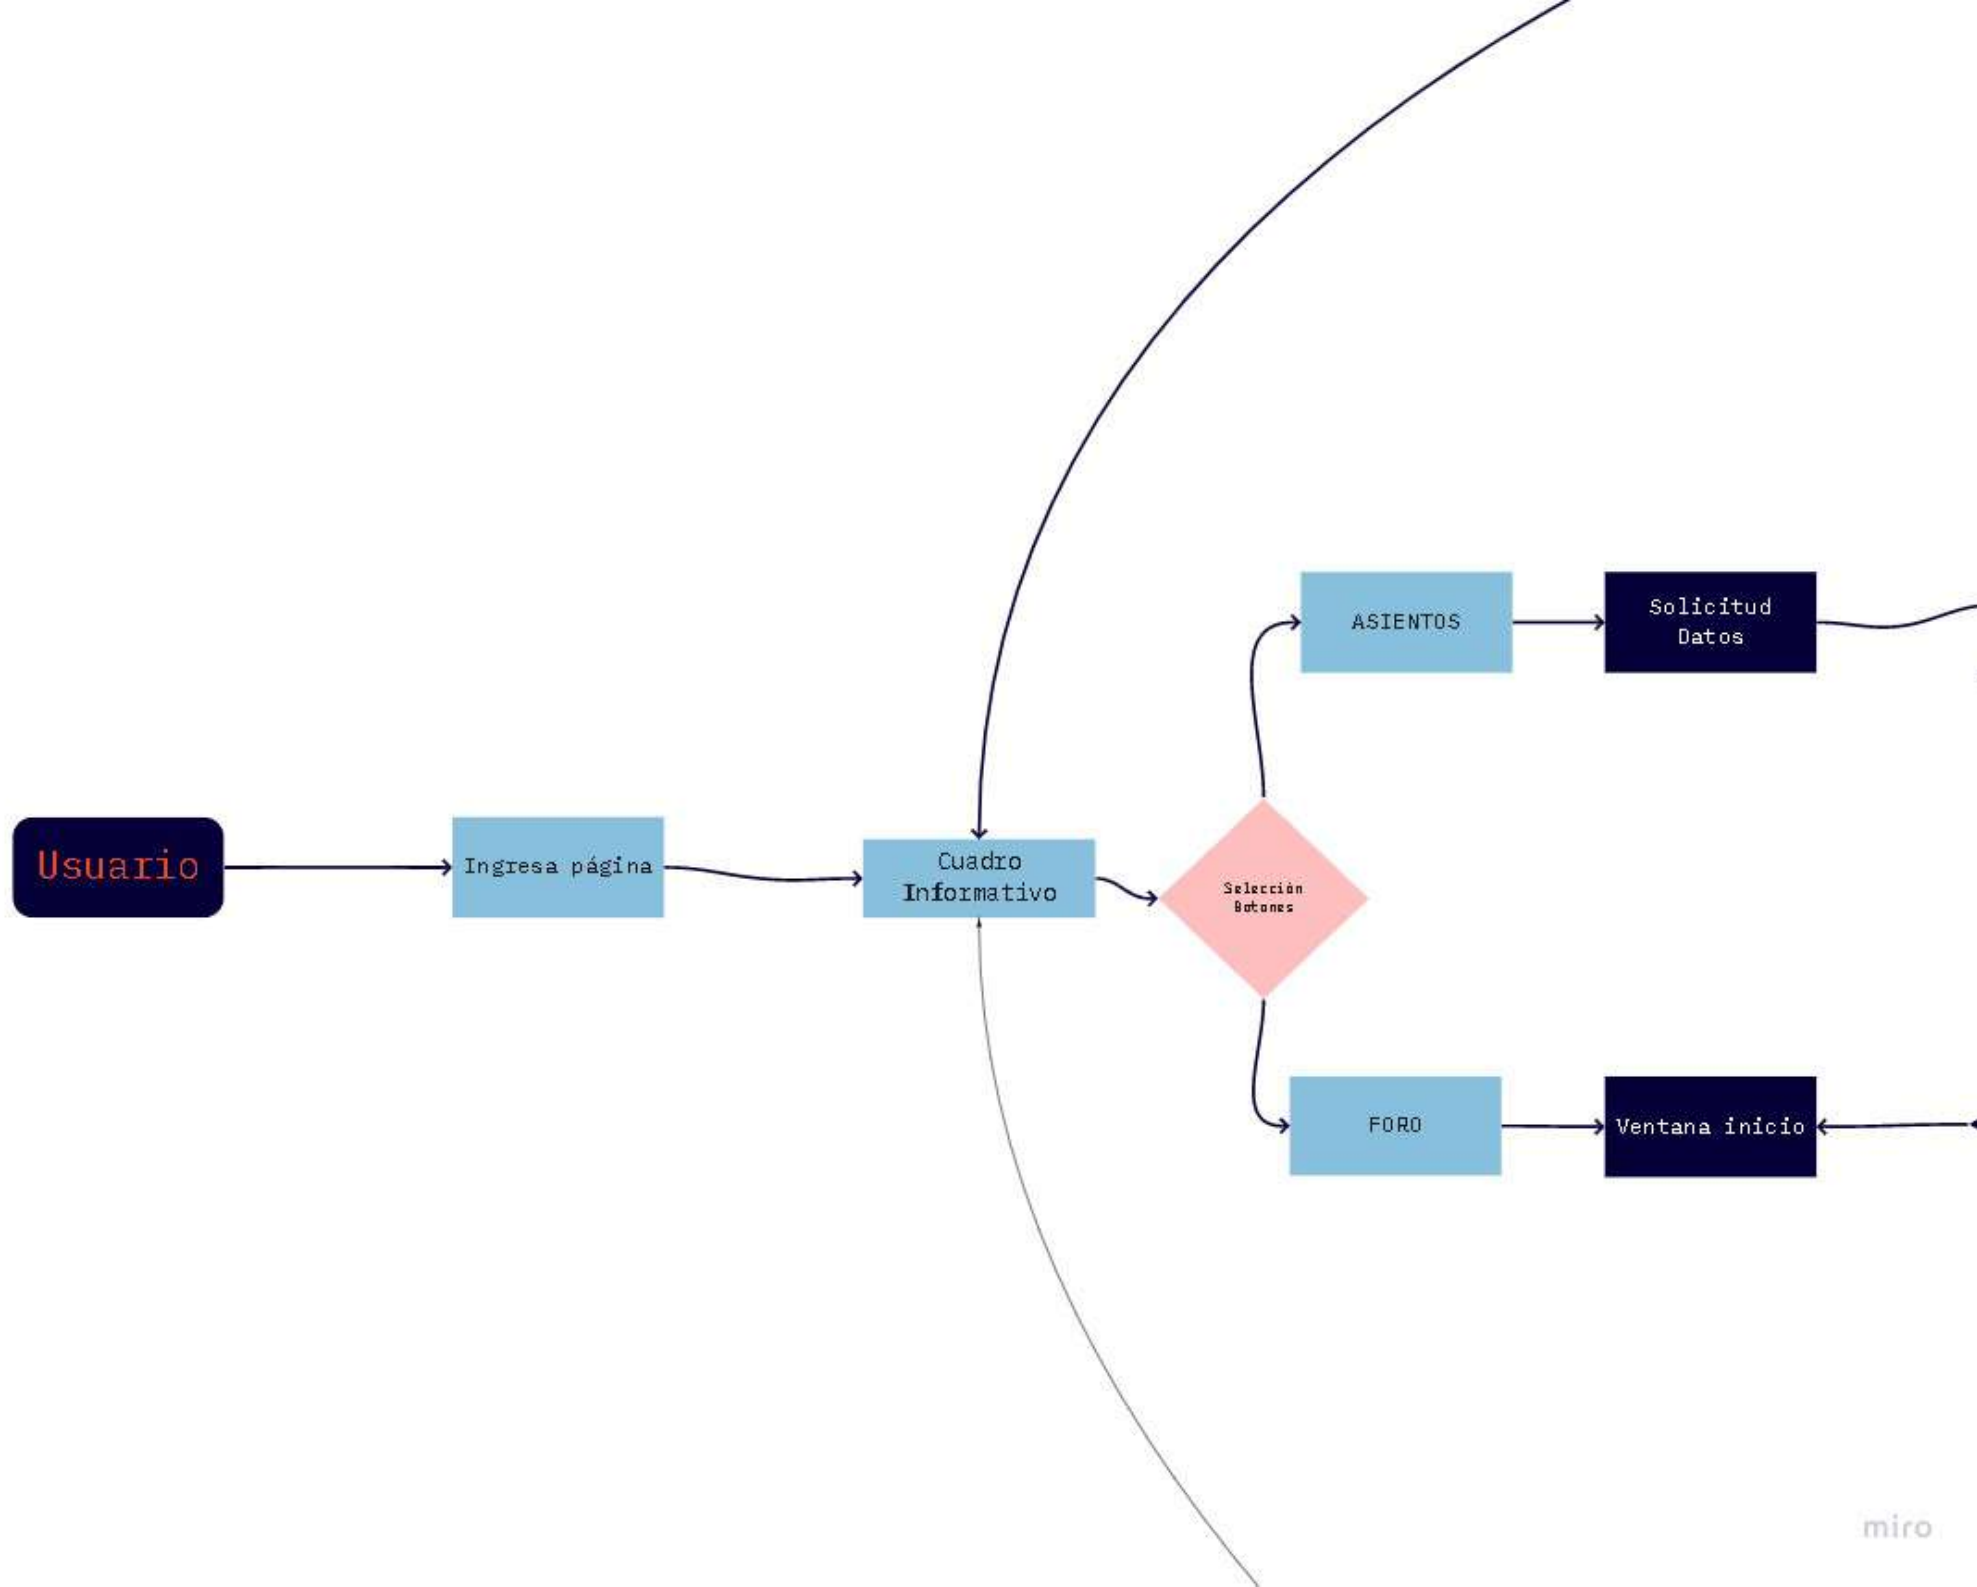 Usuario
Ingresa página
Cuadro
Informativo
Selección
Botones
ASIENTOS
Solicitud
Datos
FORO
Ventana inicio
miro